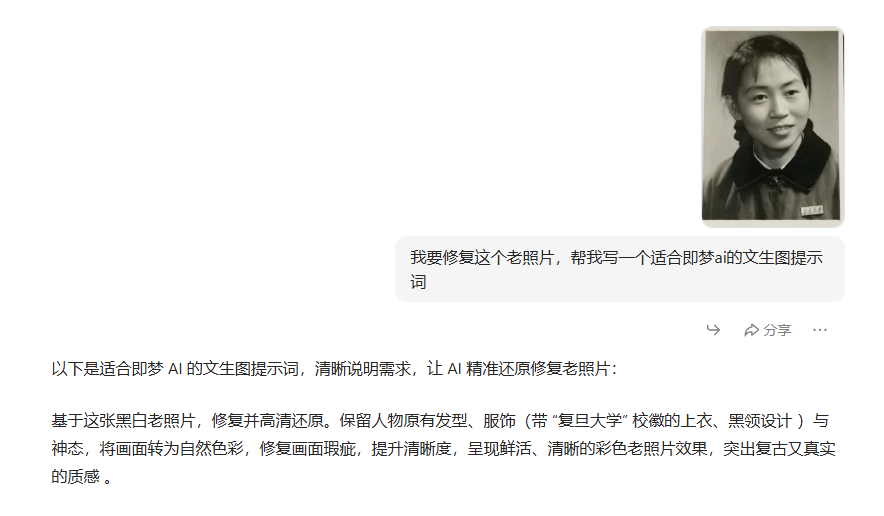 我要修复这个老照片，帮我写一个适合即梦ai的文生图提示
词
分享
以下是适合即梦 AI 的文生图提示词，清晰说明需求，让 AI 精准还原修复老照片：
基于这张黑白老照片，修复并高清还原。保留人物原有发型、服饰（带 “复旦大学” 校徽的上衣、黑领设计 ）与
神态，将画面转为自然色彩，修复画面瑕疵，提升清晰度，呈现鲜活、清晰的彩色老照片效果，突出复古又真实
的质感 。